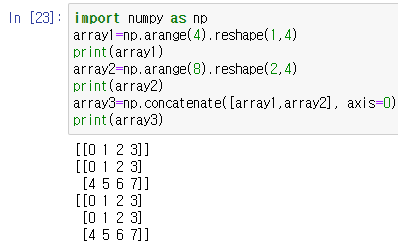 In [23]: import numpy as np
array1=np.arange(4).reshape(1,4)
print(array1)
array2=np.arange(8).reshape(2,4)
print(array2)
array3=np.concatenate([array1,array2], axis=0)
print(array3)
[[0 1 2 3]]
[[0 1 2 3]
 [4 5 6 7]]
[[0 1 2 3]
 [0 1 2 3]
 [4 5 6 7]]